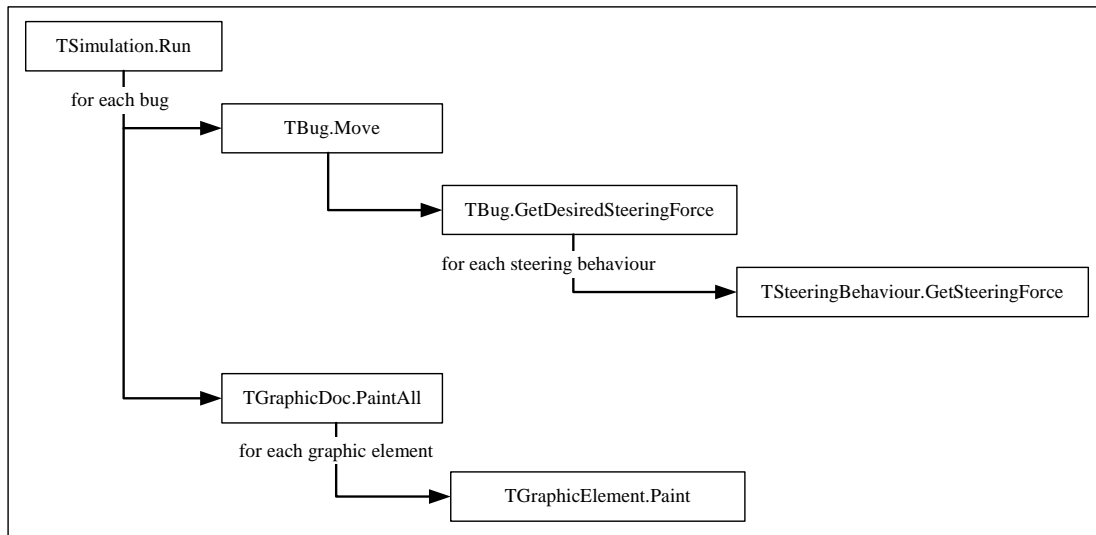 TSimulation.Run
for each bug
TBug.Move
TBug.GetDesiredSteeringForce
for each steering behaviour
TSteeringBehaviour.GetSteeringForce
TGraphicDoc.PaintAll
for each graphic element
TGraphicElement.Paint